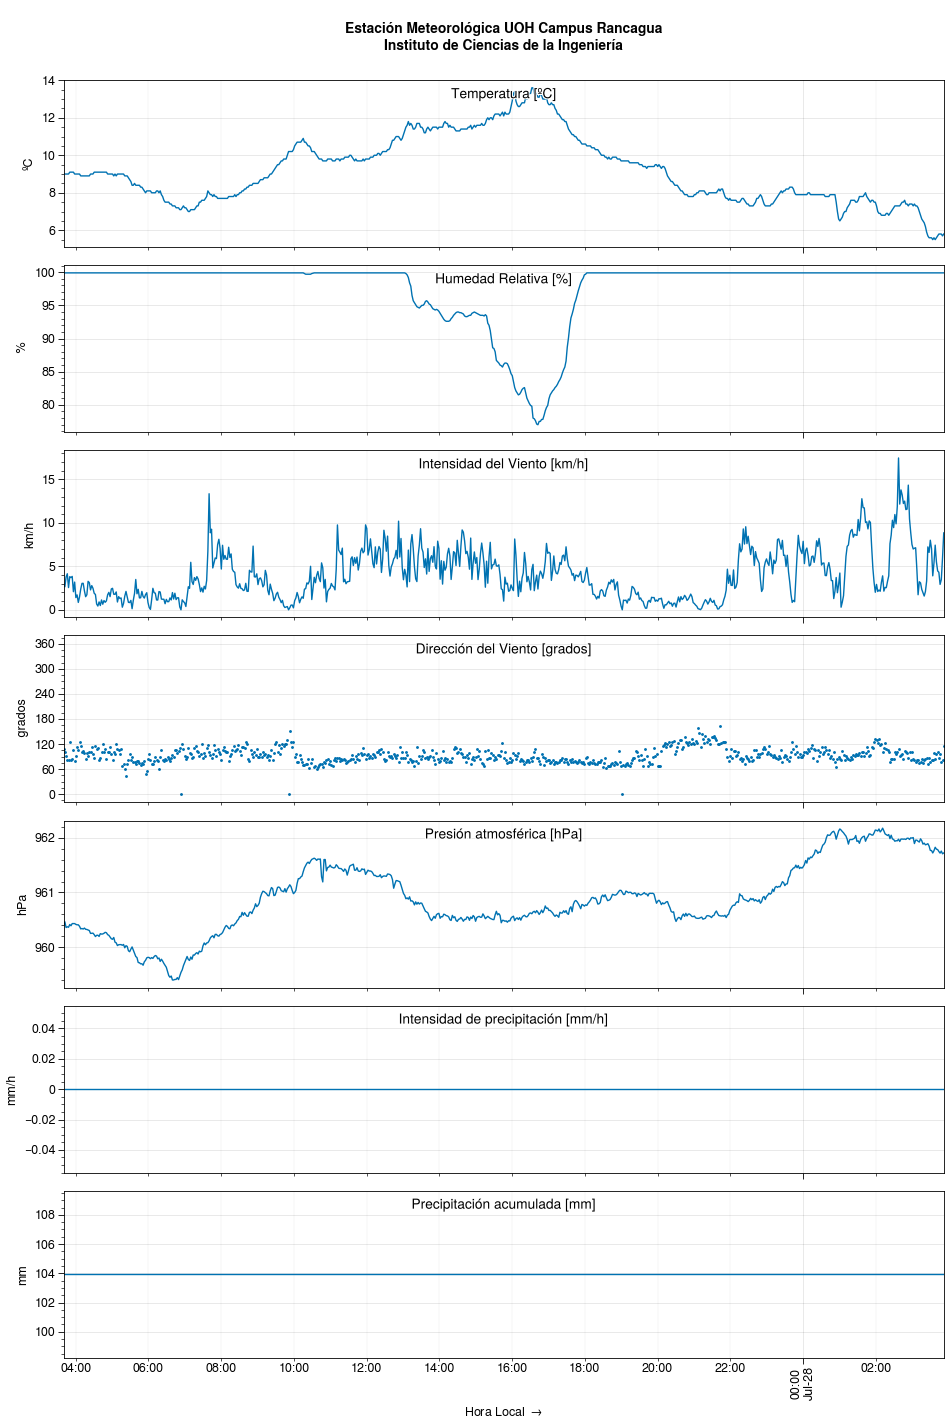 Estación Meteorológica UOH Campus Rancagua
Instituto de Ciencias de la Ingeniería
Temperatura [ºC]
ºC
14
12
10
8
6
Humedad Relativa [%]
%
100
95
90
85
80
Intensidad del Viento [km/h]
km/h
15
10
5
0
Dirección del Viento [grados]
grados
360
300
240
180
120
60
0
Presión atmosférica [hPa]
hPa
962
961
960
Intensidad de precipitación [mm/h]
mm/h
0.04
0.02
0
−0.02
−0.04
Precipitación acumulada [mm]
mm
108
106
104
102
100
04:00 06:00 08:00 10:00 12:00 14:00 16:00 18:00 20:00 22:00 00:00 02:00
Jul-28
Hora Local →